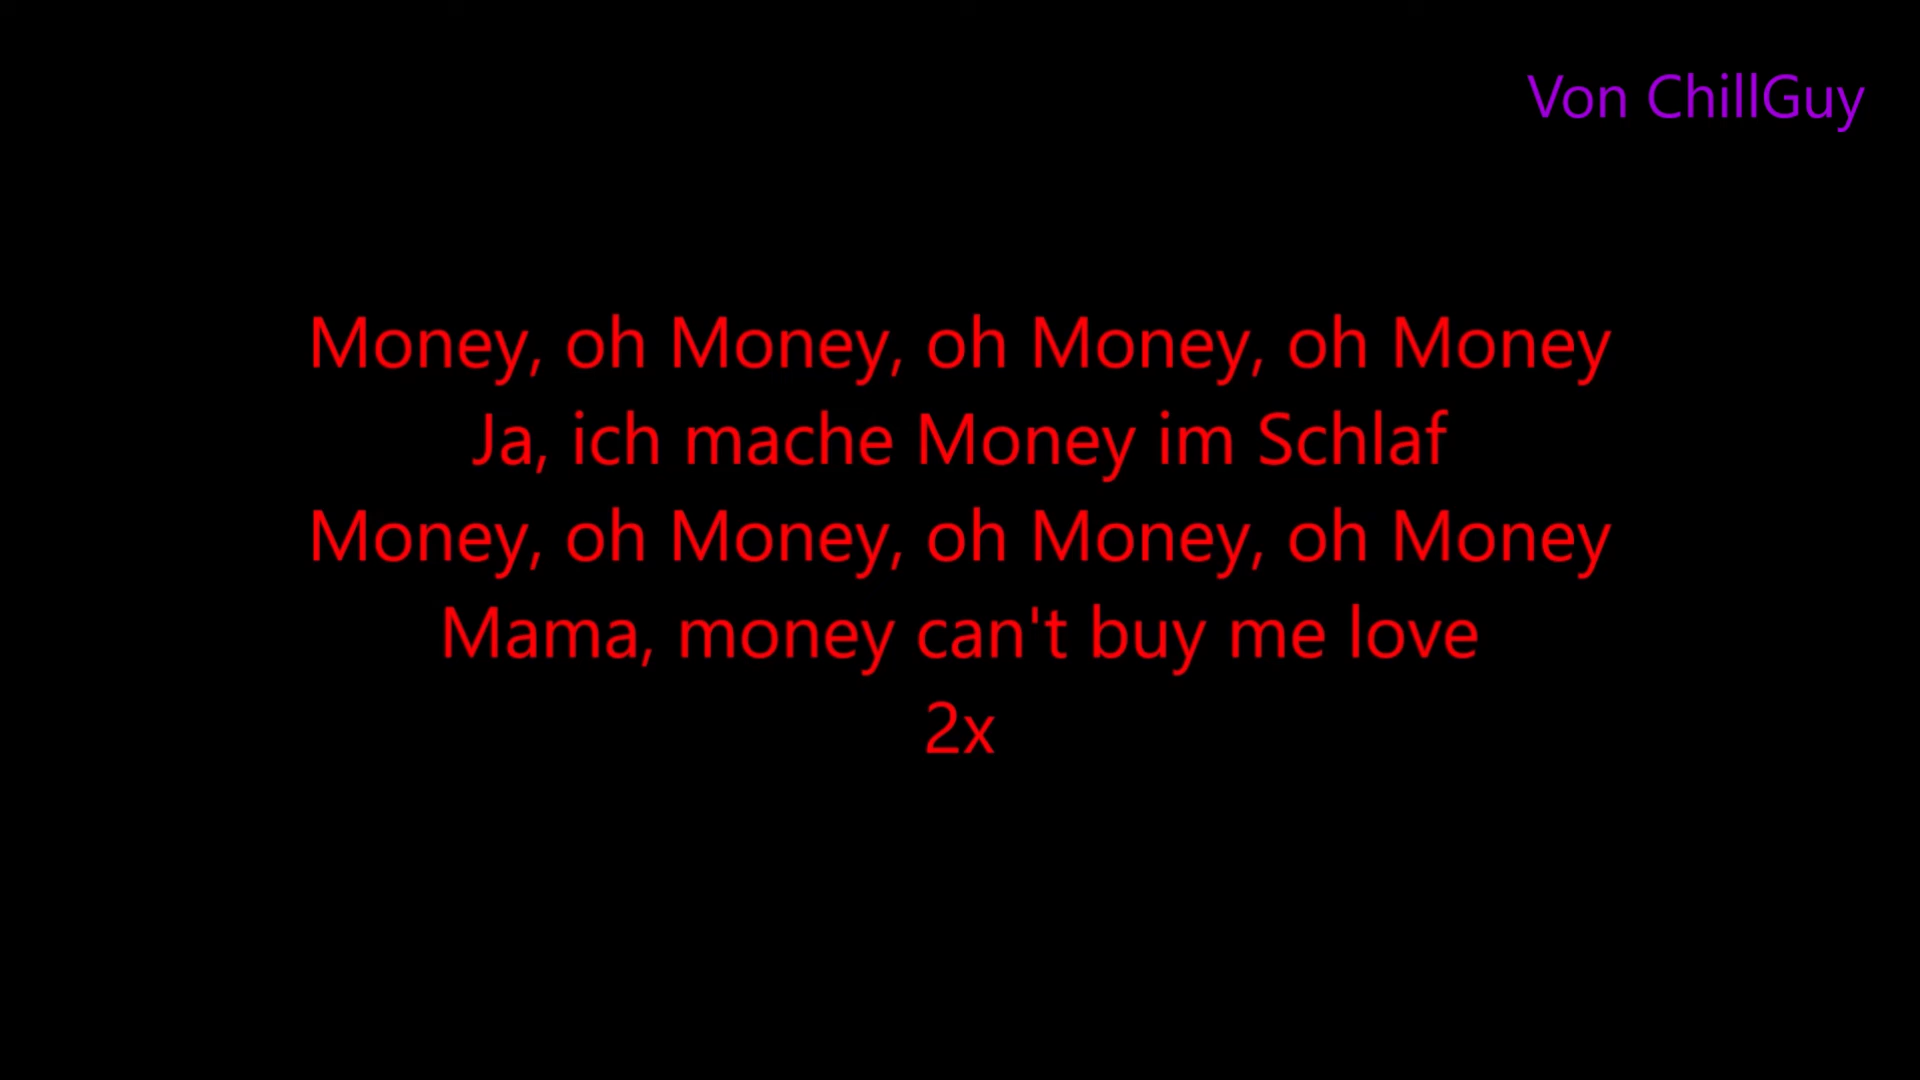 Von ChillGuy
Money, oh Money, oh Money, oh Money
Ja, ich mache Money im Schlaf
Money, oh Money, oh Money, oh Money
Mama, money can't buy me love
2x